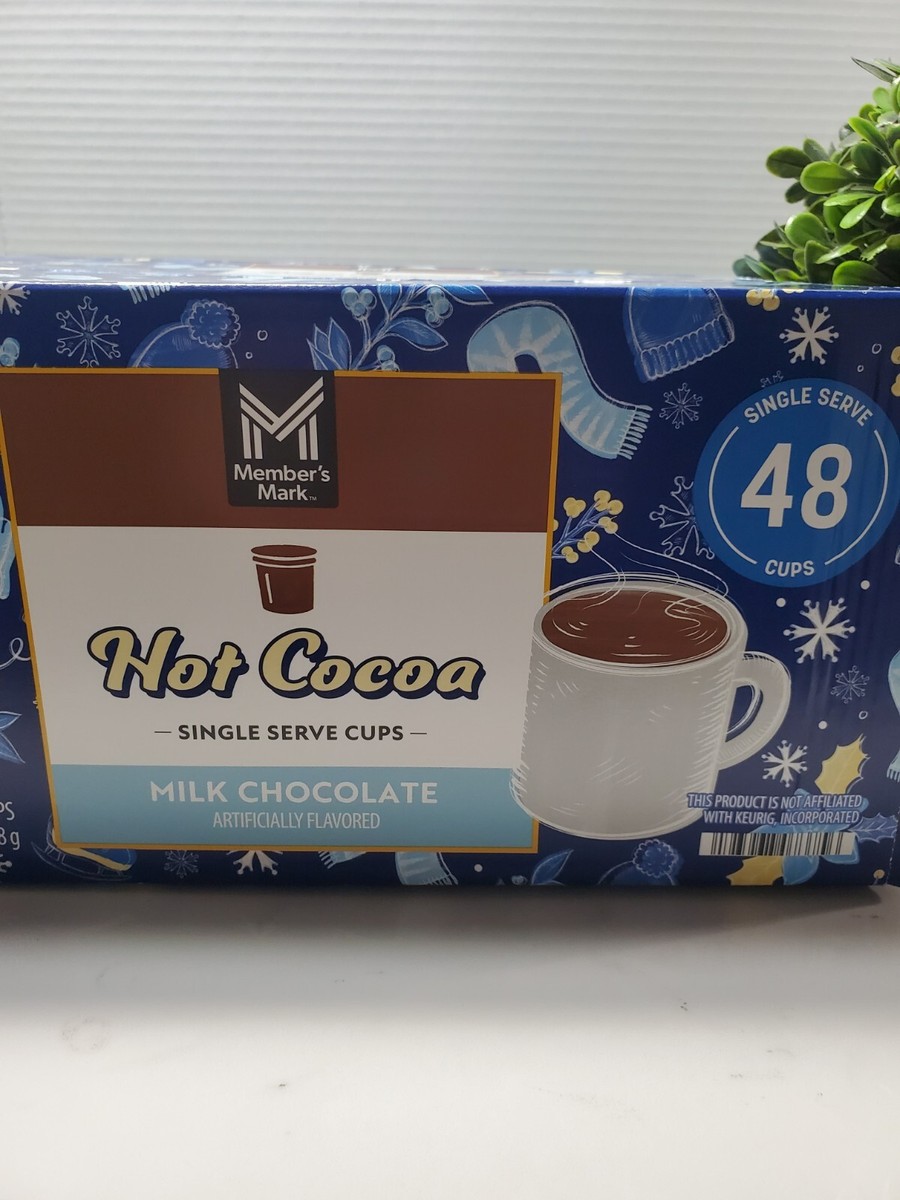 Member's
Mark™
SINGLE SERVE
48
CUPS
Hot Cocoa
— SINGLE SERVE CUPS —
MILK CHOCOLATE
ARTIFICIALLY FLAVORED
THIS PRODUCT IS NOT AFFILIATED
WITH KEURIG, INCORPORATED